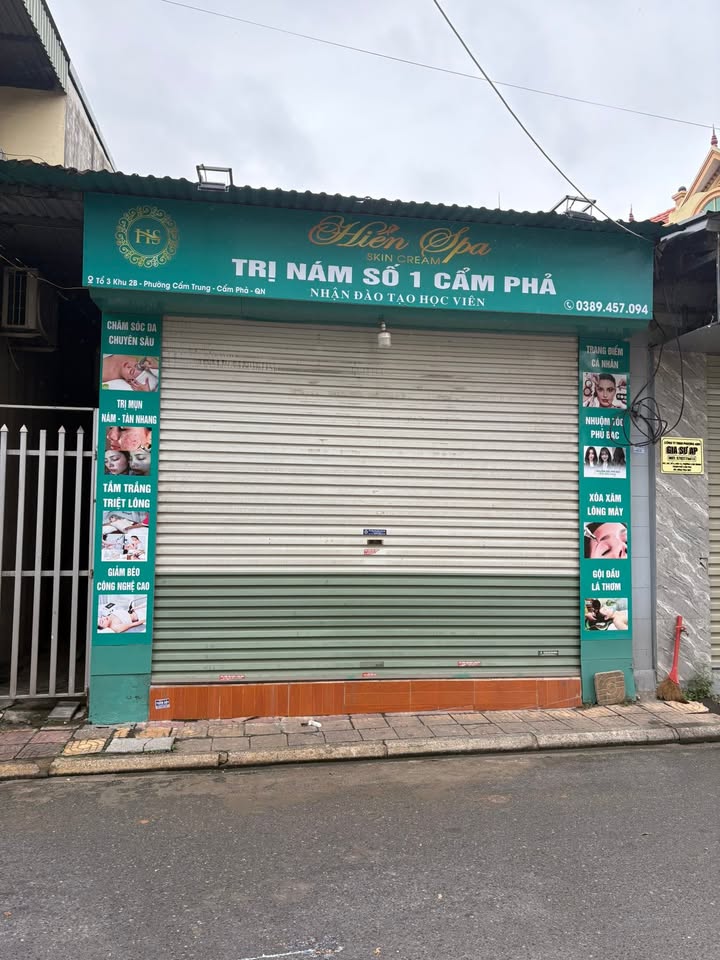 HS
Hiền Spa
SKIN CREAM
TRỊ NÁM SỐ 1 CẨM PHẢ
NHẬN ĐÀO TẠO HỌC VIÊN
Tổ 3 Khu 2B - Phường Cẩm Trung - Cẩm Phả - QN
0389.457.094
CHĂM SÓC DA
CHUYÊN SÂU
TRỊ MỤN
NÁM - TÀN NHANG
TẮM TRẮNG
TRIỆT LÔNG
GIẢM BÉO
CÔNG NGHỆ CAO
TRANG ĐIỂM
CÁ NHÂN
NHUỘM TÓC
PHỦ BẠC
XÓA XĂM
LÔNG MÀY
GỘI ĐẦU
LÁ THƠM
GIA SƯ AP